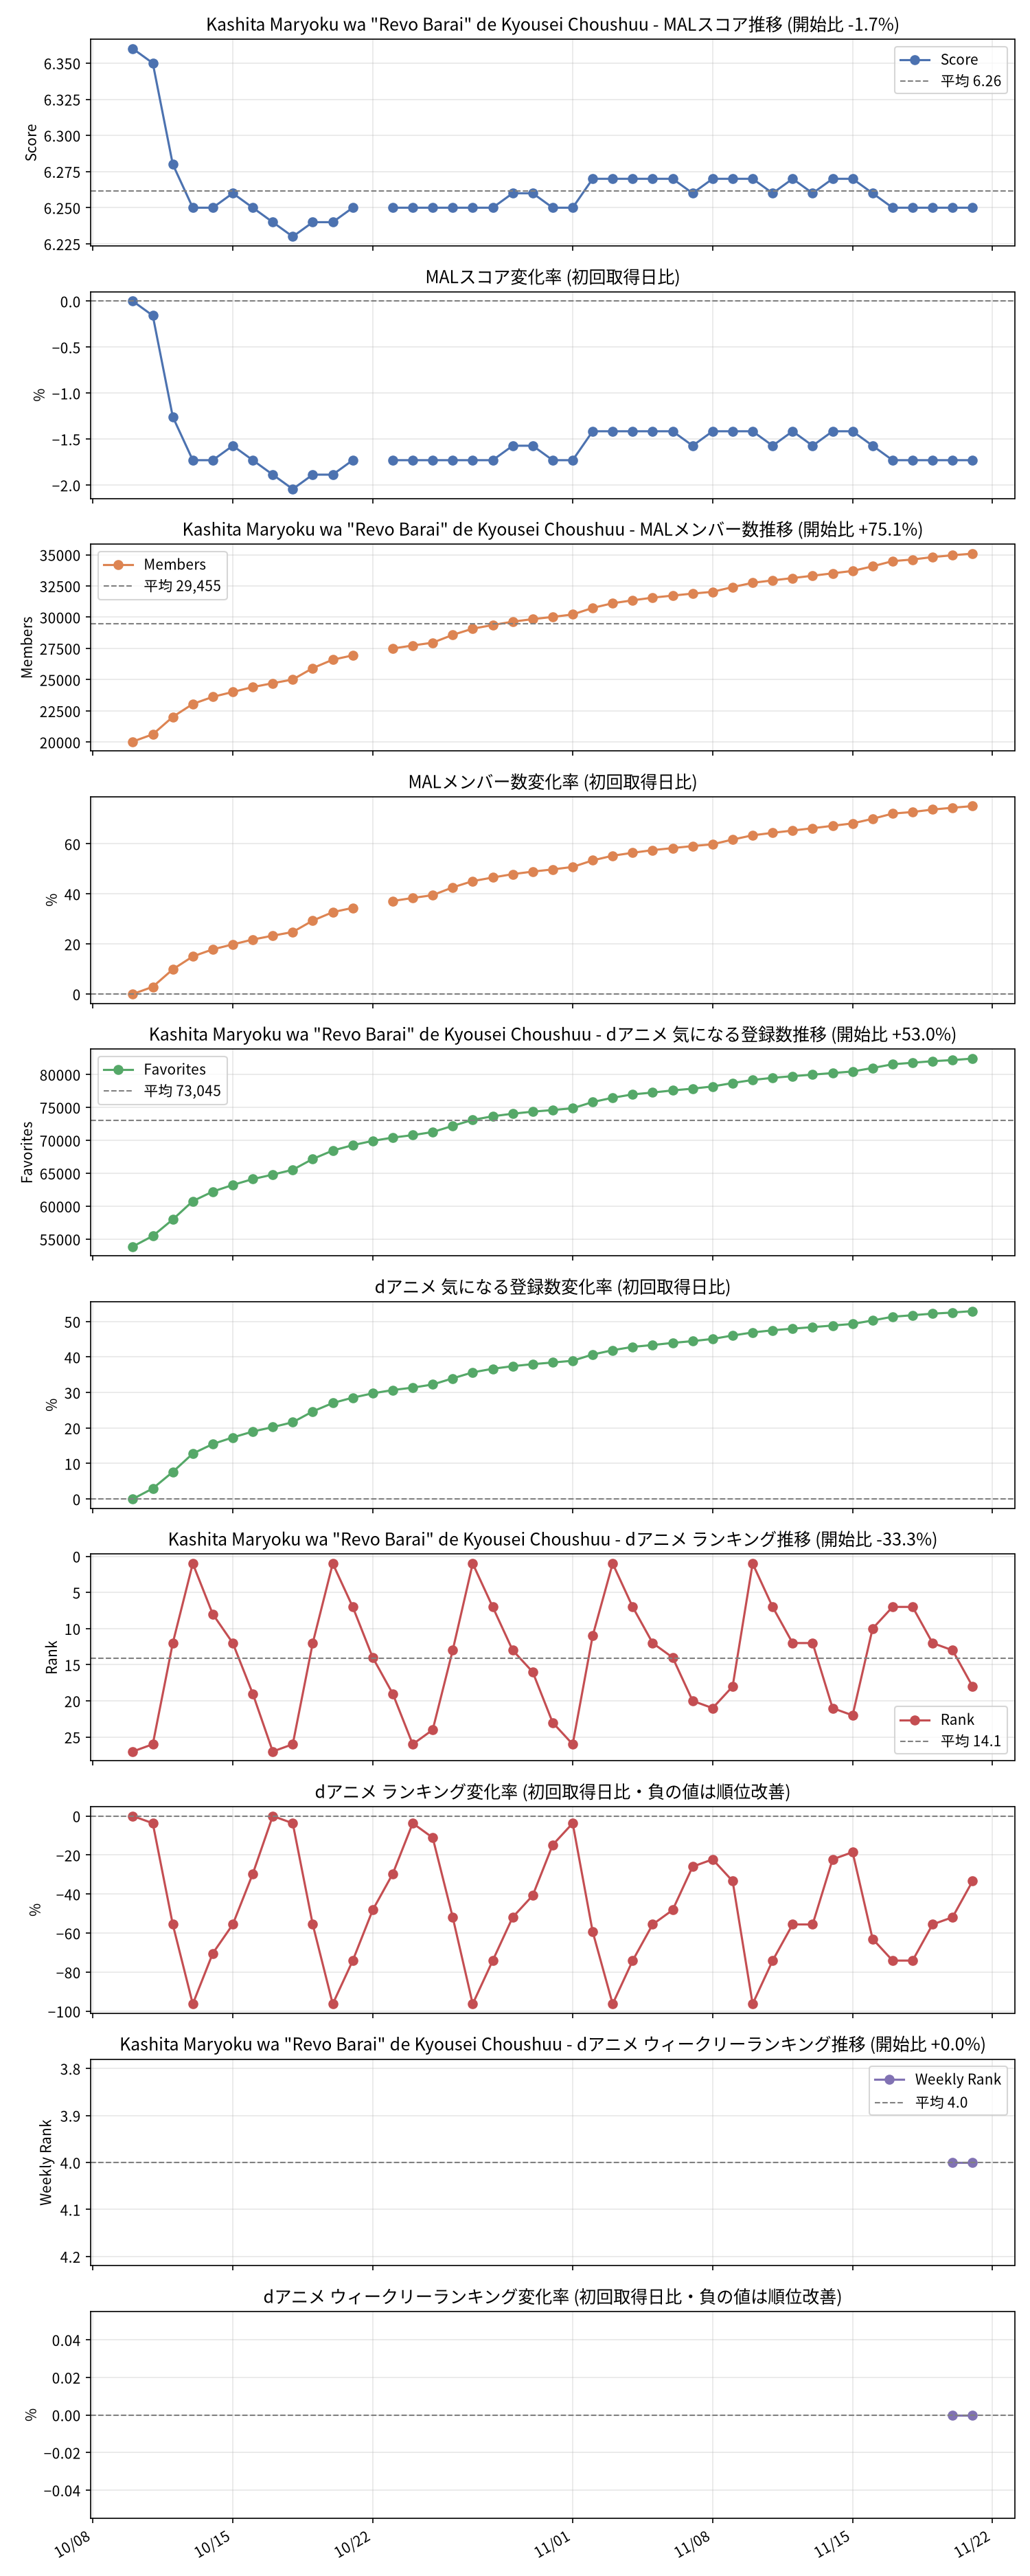 Kashita Maryoku wa "Revo Barai" de Kyousei Choushuu - MALスコア推移 (開始比 -1.7%)
Score
6.350
6.325
6.300
6.275
6.250
6.225
Score
平均 6.26
MALスコア変化率 (初回取得日比)
%
0.0
−0.5
−1.0
−1.5
−2.0
Kashita Maryoku wa "Revo Barai" de Kyousei Choushuu - MALメンバー数推移 (開始比 +75.1%)
Members
35000
32500
30000
27500
25000
22500
20000
Members
平均 29,455
MALメンバー数変化率 (初回取得日比)
%
60
40
20
0
Kashita Maryoku wa "Revo Barai" de Kyousei Choushuu - dアニメ 気になる登録数推移 (開始比 +53.0%)
Favorites
80000
75000
70000
65000
60000
55000
Favorites
平均 73,045
dアニメ 気になる登録数変化率 (初回取得日比)
%
50
40
30
20
10
0
Kashita Maryoku wa "Revo Barai" de Kyousei Choushuu - dアニメ ランキング推移 (開始比 -33.3%)
Rank
0
5
10
15
20
25
Rank
平均 14.1
dアニメ ランキング変化率 (初回取得日比・負の値は順位改善)
%
0
−20
−40
−60
−80
−100
Kashita Maryoku wa "Revo Barai" de Kyousei Choushuu - dアニメ ウィークリーランキング推移 (開始比 +0.0%)
Weekly Rank
3.8
3.9
4.0
4.1
4.2
Weekly Rank
平均 4.0
dアニメ ウィークリーランキング変化率 (初回取得日比・負の値は順位改善)
%
0.04
0.02
0.00
−0.02
−0.04
10/08
10/15
10/22
11/01
11/08
11/15
11/22